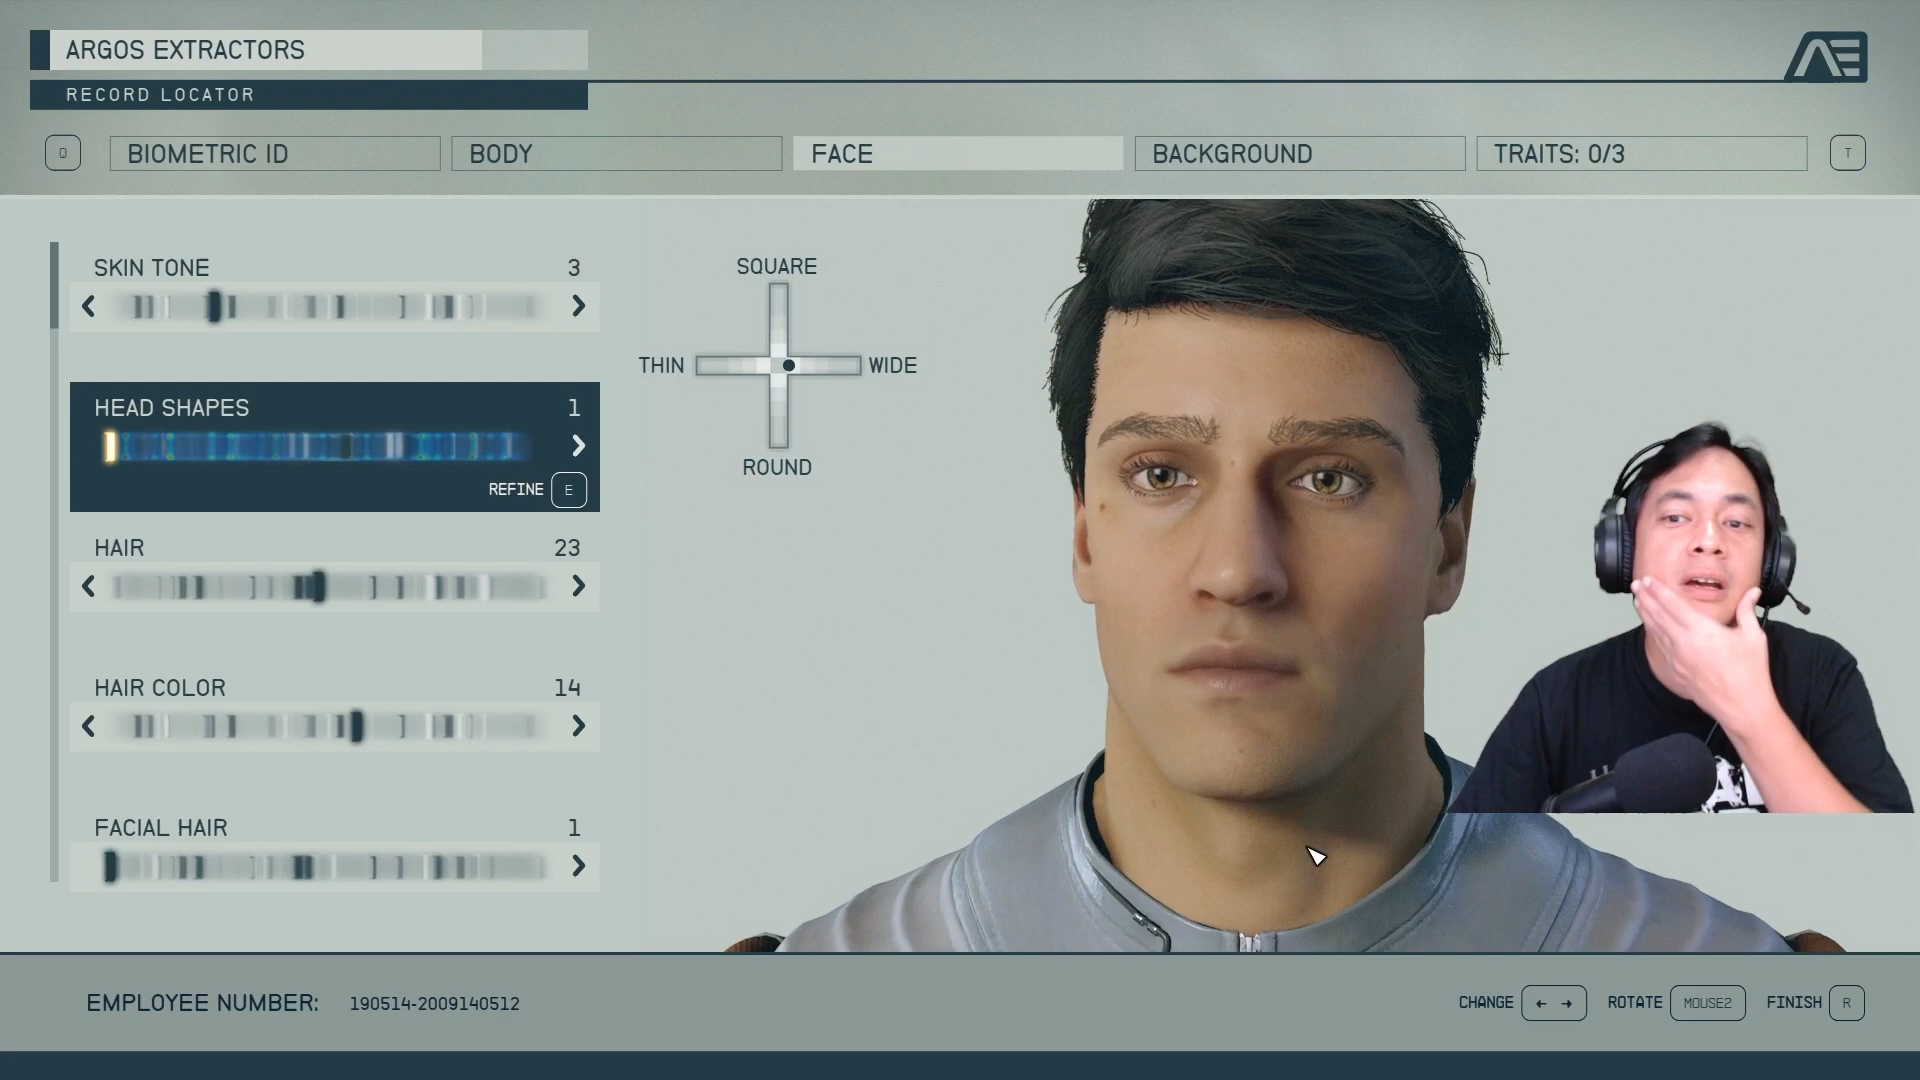 ARGOS EXTRACTORS
AE
RECORD LOCATOR
Q BIOMETRIC ID BODY FACE BACKGROUND TRAITS: 0/3 T
SKIN TONE 3
HEAD SHAPES 1
REFINE E
HAIR 23
HAIR COLOR 14
FACIAL HAIR 1
SQUARE
THIN WIDE
ROUND
EMPLOYEE NUMBER: 190514-2009140512
CHANGE ← → ROTATE MOUSE2 FINISH R